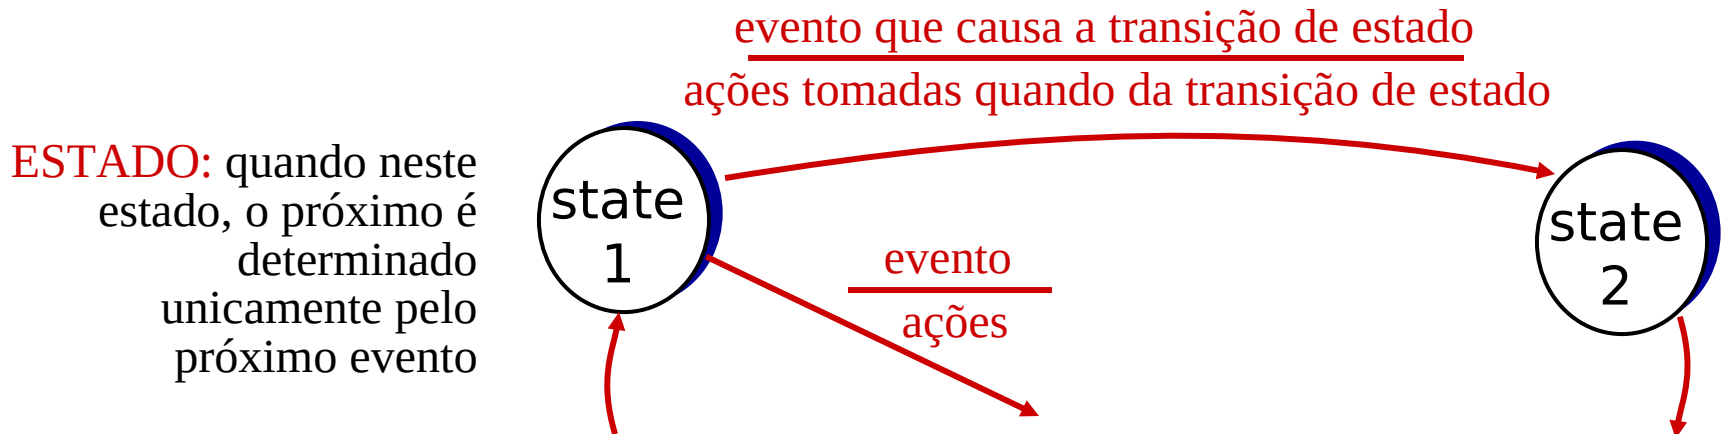 evento que causa a transição de estado
ações tomadas quando da transição de estado
ESTADO: quando neste
estado, o próximo é
determinado
unicamente pelo
próximo evento
state
1
evento
ações
state
2